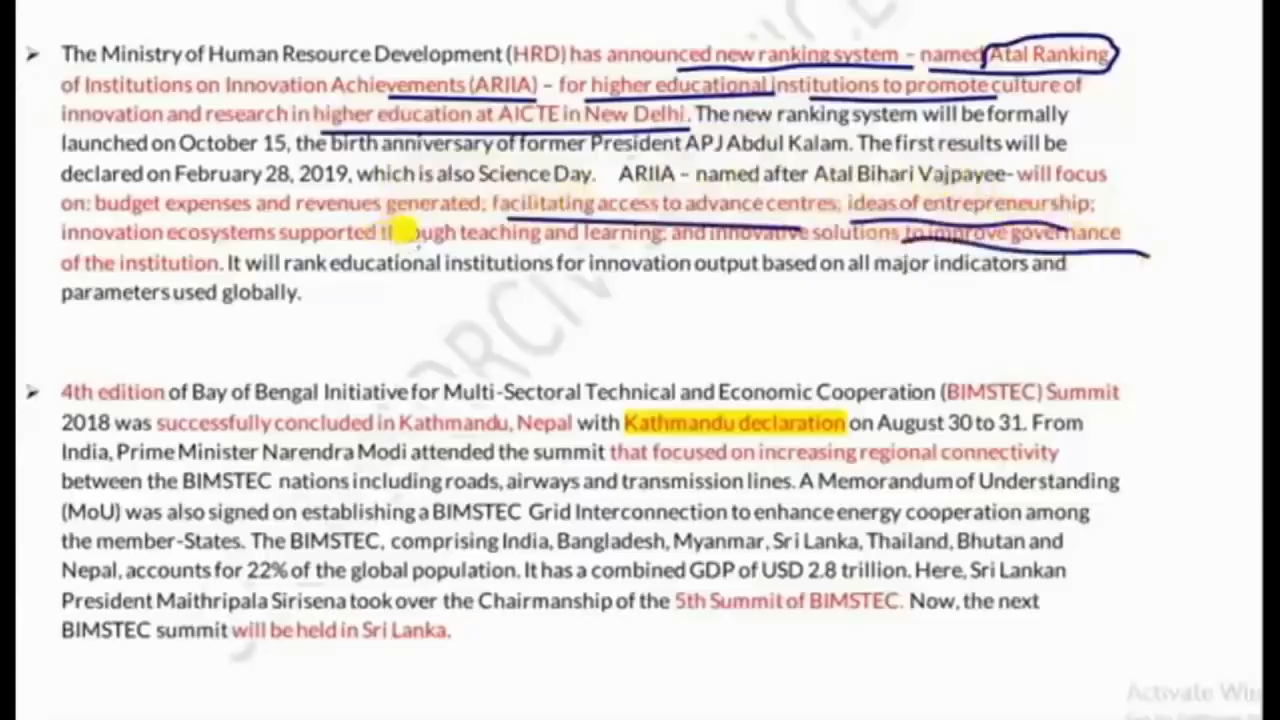 The Ministry of Human Resource Development (HRD) has announced new ranking system – named Atal Ranking
of Institutions on Innovation Achievements (ARIIA) – for higher educational institutions to promote culture of
innovation and research in higher education at AICTE in New Delhi. The new ranking system will be formally
launched on October 15, the birth anniversary of former President APJ Abdul Kalam. The first results will be
declared on February 28, 2019, which is also Science Day. ARIIA – named after Atal Bihari Vajpayee- will focus
on: budget expenses and revenues generated; facilitating access to advance centres; ideas of entrepreneurship;
innovation ecosystems supported through teaching and learning; and innovative solutions to improve governance
of the institution. It will rank educational institutions for innovation output based on all major indicators and
parameters used globally.
4th edition of Bay of Bengal Initiative for Multi-Sectoral Technical and Economic Cooperation (BIMSTEC) Summit
2018 was successfully concluded in Kathmandu, Nepal with Kathmandu declaration on August 30 to 31. From
India, Prime Minister Narendra Modi attended the summit that focused on increasing regional connectivity
between the BIMSTEC nations including roads, airways and transmission lines. A Memorandum of Understanding
(MoU) was also signed on establishing a BIMSTEC Grid Interconnection to enhance energy cooperation among
the member-States. The BIMSTEC, comprising India, Bangladesh, Myanmar, Sri Lanka, Thailand, Bhutan and
Nepal, accounts for 22% of the global population. It has a combined GDP of USD 2.8 trillion. Here, Sri Lankan
President Maithripala Sirisena took over the Chairmanship of the 5th Summit of BIMSTEC. Now, the next
BIMSTEC summit will be held in Sri Lanka.
Activate Win